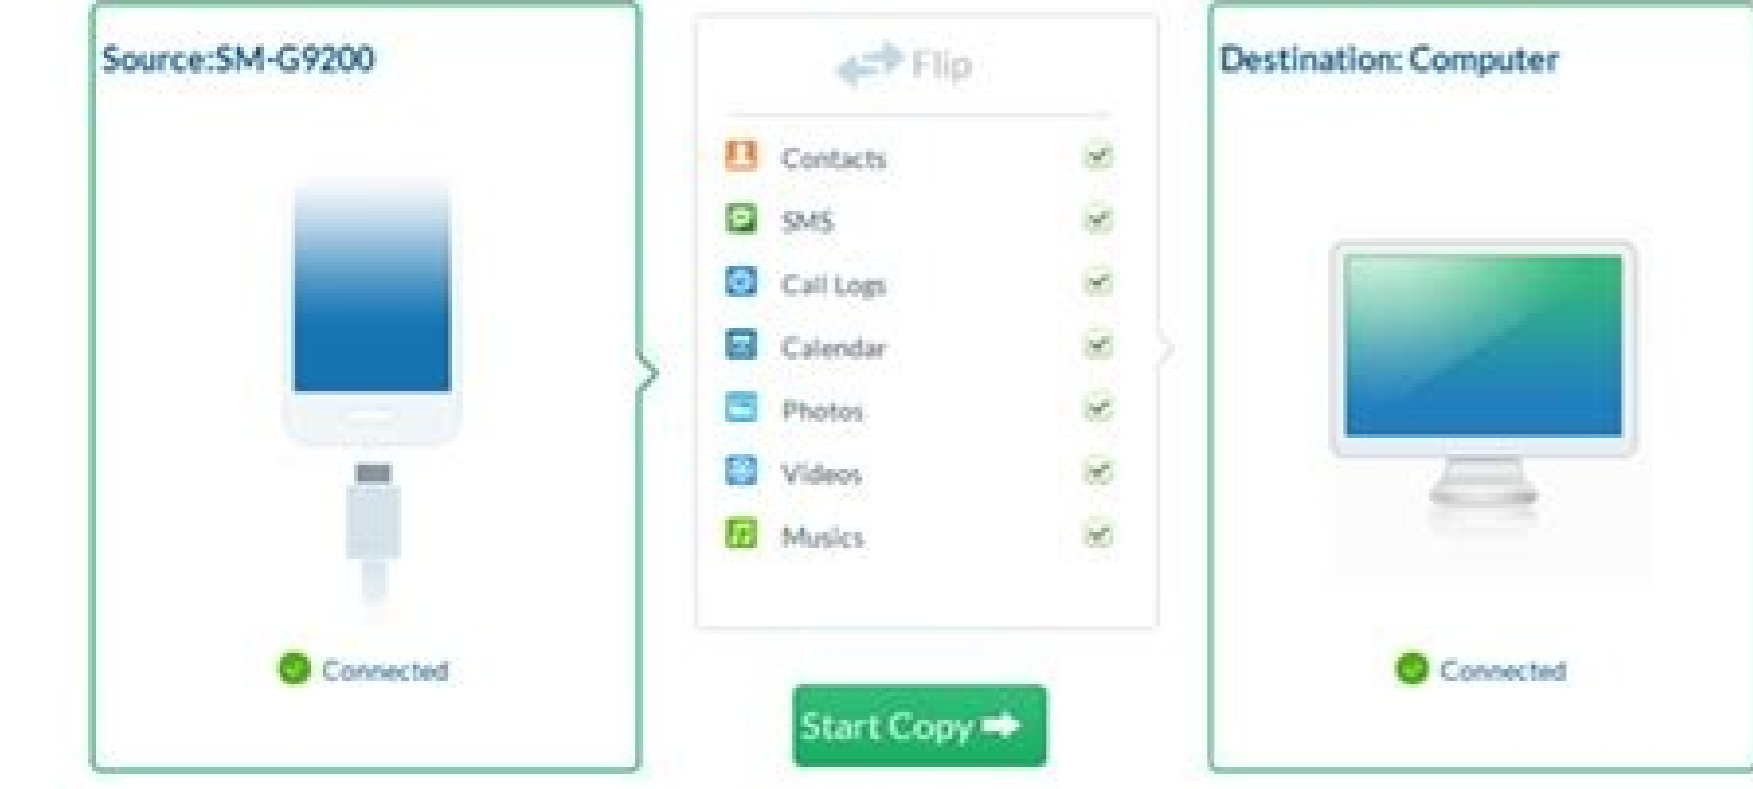 Source:SM-G9200
Connected
Flip
Contacts
SMS
Call Logs
Calendar
Photos
Videos
Musics
Start Copy
Destination: Computer
Connected